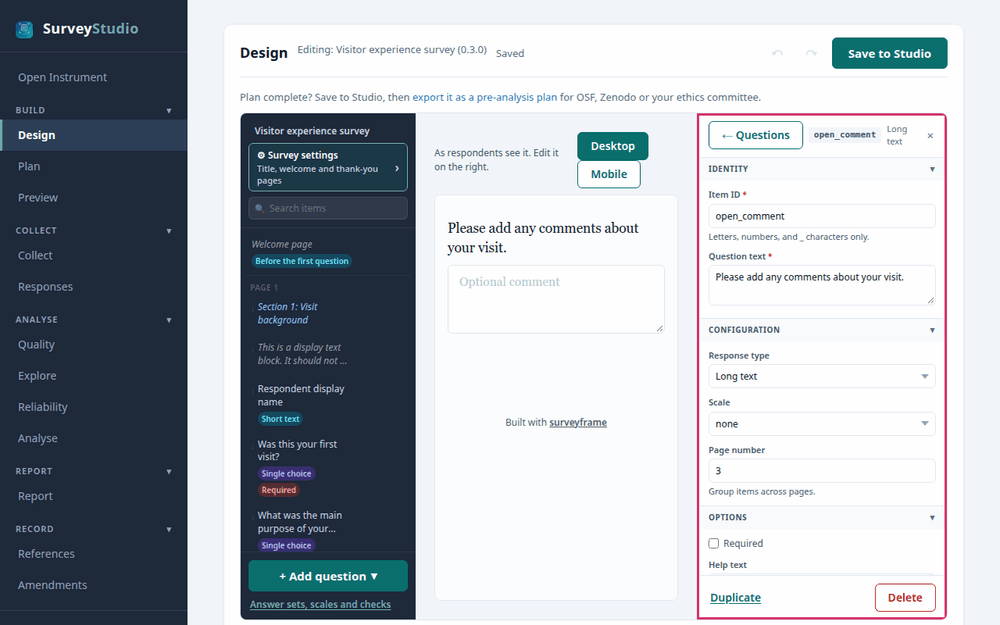 SurveyStudio
Open Instrument
BUILD
Design
Plan
Preview
COLLECT
Collect
Responses
ANALYSE
Quality
Explore
Reliability
Analyse
REPORT
Report
RECORD
References
Amendments
Design
Editing: Visitor experience survey (0.3.0)
Saved
Save to Studio
Plan complete? Save to Studio, then export it as a pre-analysis plan for OSF, Zenodo or your ethics committee.
Visitor experience survey
Survey settings
Title, welcome and thank-you
pages
Search items
Welcome page
Before the first question
PAGE 1
Section 1: Visit
background
This is a display text
block. It should not ...
Respondent display
name
Short text
Was this your first
visit?
Single choice
Required
What was the main
purpose of your...
Single choice
+ Add question
Answer sets, scales and checks
As respondents see it. Edit it
on the right.
Desktop
Mobile
Please add any comments about
your visit.
Optional comment
Built with surveyframe
← Questions
open_comment
Long
text
×
IDENTITY
Item ID *
open_comment
Letters, numbers, and _ characters only.
Question text *
Please add any comments about your visit.
CONFIGURATION
Response type
Long text
Scale
none
Page number
3
Group items across pages.
OPTIONS
Required
Help text
Duplicate
Delete